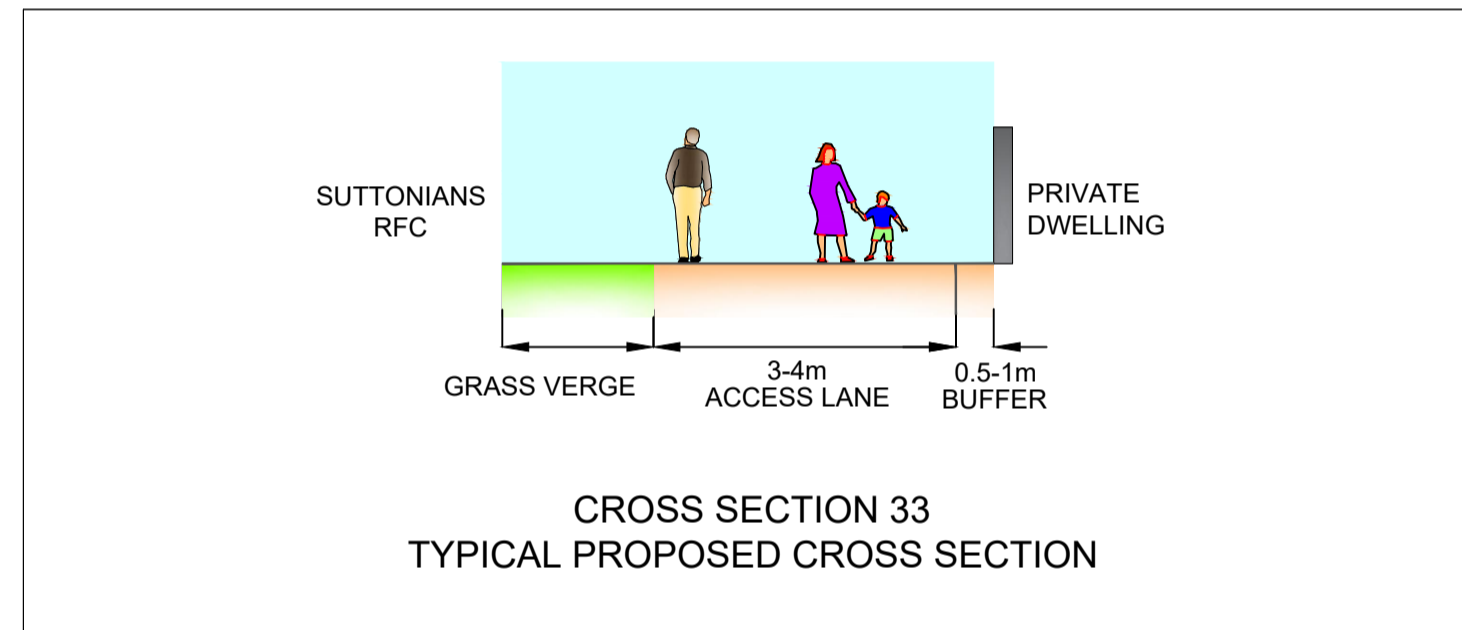 SUTTONIANS
RFC
PRIVATE
DWELLING
GRASS VERGE
3-4m
ACCESS LANE
0.5-1m
BUFFER
CROSS SECTION 33
TYPICAL PROPOSED CROSS SECTION